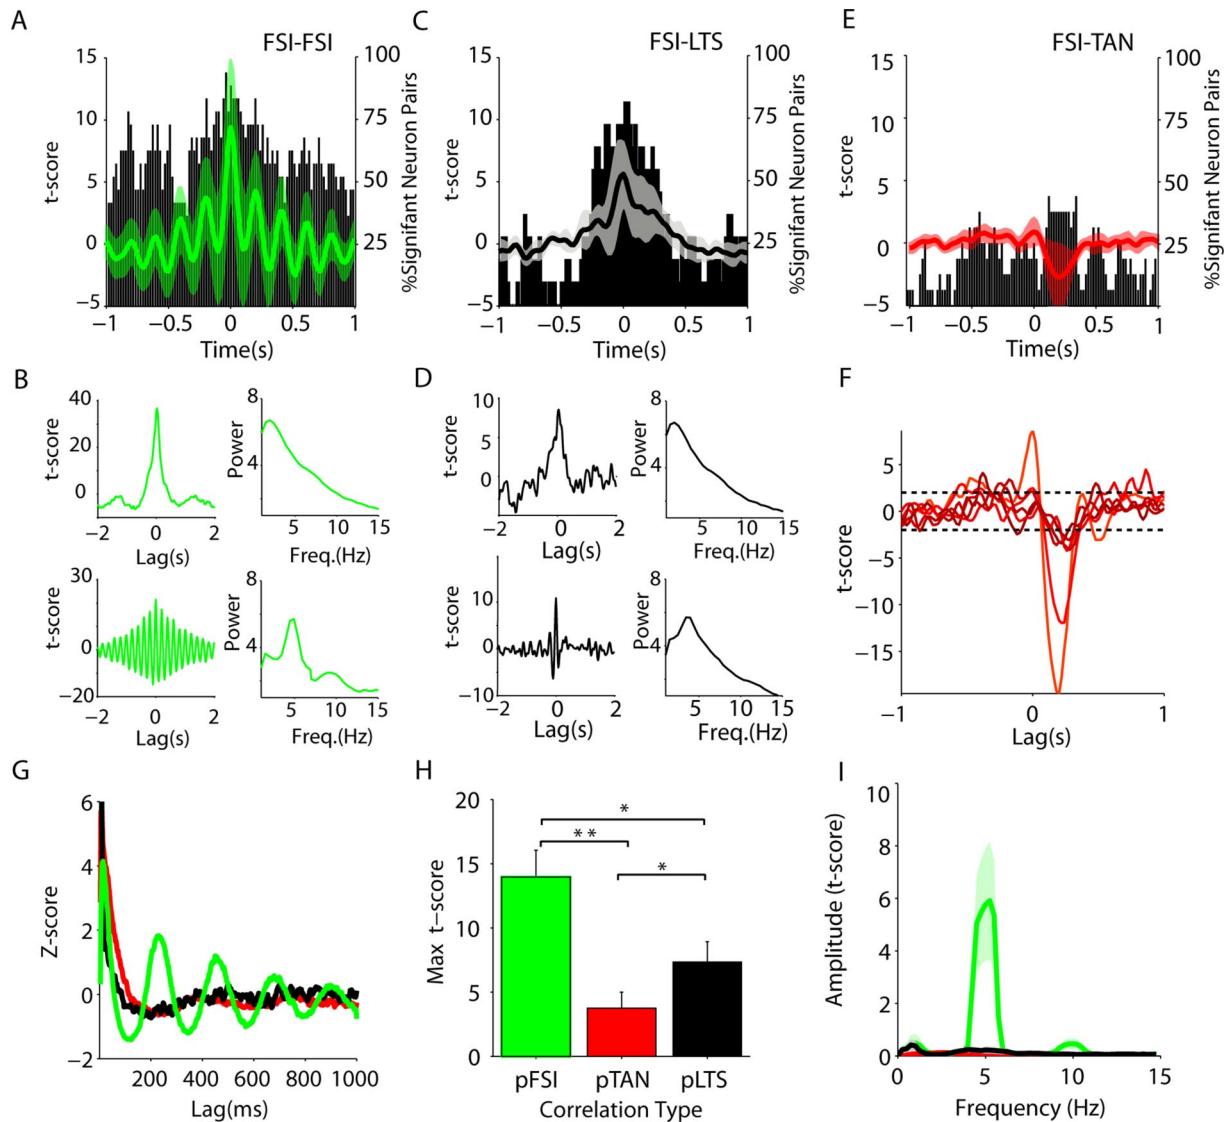 A
FSI-FSI
15
10
5
0
−5
t-score
100
75
50
25
%Signifant Neuron Pairs
−1 −0.5 0 0.5 1
Time(s)
C
FSI-LTS
15
10
5
0
−5
t-score
100
75
50
25
%Signifant Neuron Pairs
−1 −0.5 0 0.5 1
Time(s)
E
FSI-TAN
15
10
5
0
−5
t-score
100
75
50
25
%Signifant Neuron Pairs
−1 −0.5 0 0.5 1
Time(s)
B
40
20
0
t-score
−2 0 2
Lag(s)
8
4
Power
5 10 15
Freq.(Hz)
30
0
−20
t-score
−2 0 2
Lag(s)
8
4
Power
5 10 15
Freq.(Hz)
D
10
5
0
t-score
−2 0 2
Lag(s)
8
4
Power
5 10 15
Freq.(Hz)
10
0
−10
t-score
−2 0 2
Lag(s)
8
4
Power
5 10 15
Freq.(Hz)
F
5
0
−5
−10
−15
t-score
−1 0 1
Lag(s)
G
6
4
2
0
−2
Z-score
200 400 600 800 1000
Lag(ms)
H
20
15
10
5
0
Max t−score
*
**
*
pFSI pTAN pLTS
Correlation Type
I
10
8
6
4
2
0
Amplitude (t-score)
0 5 10 15
Frequency (Hz)